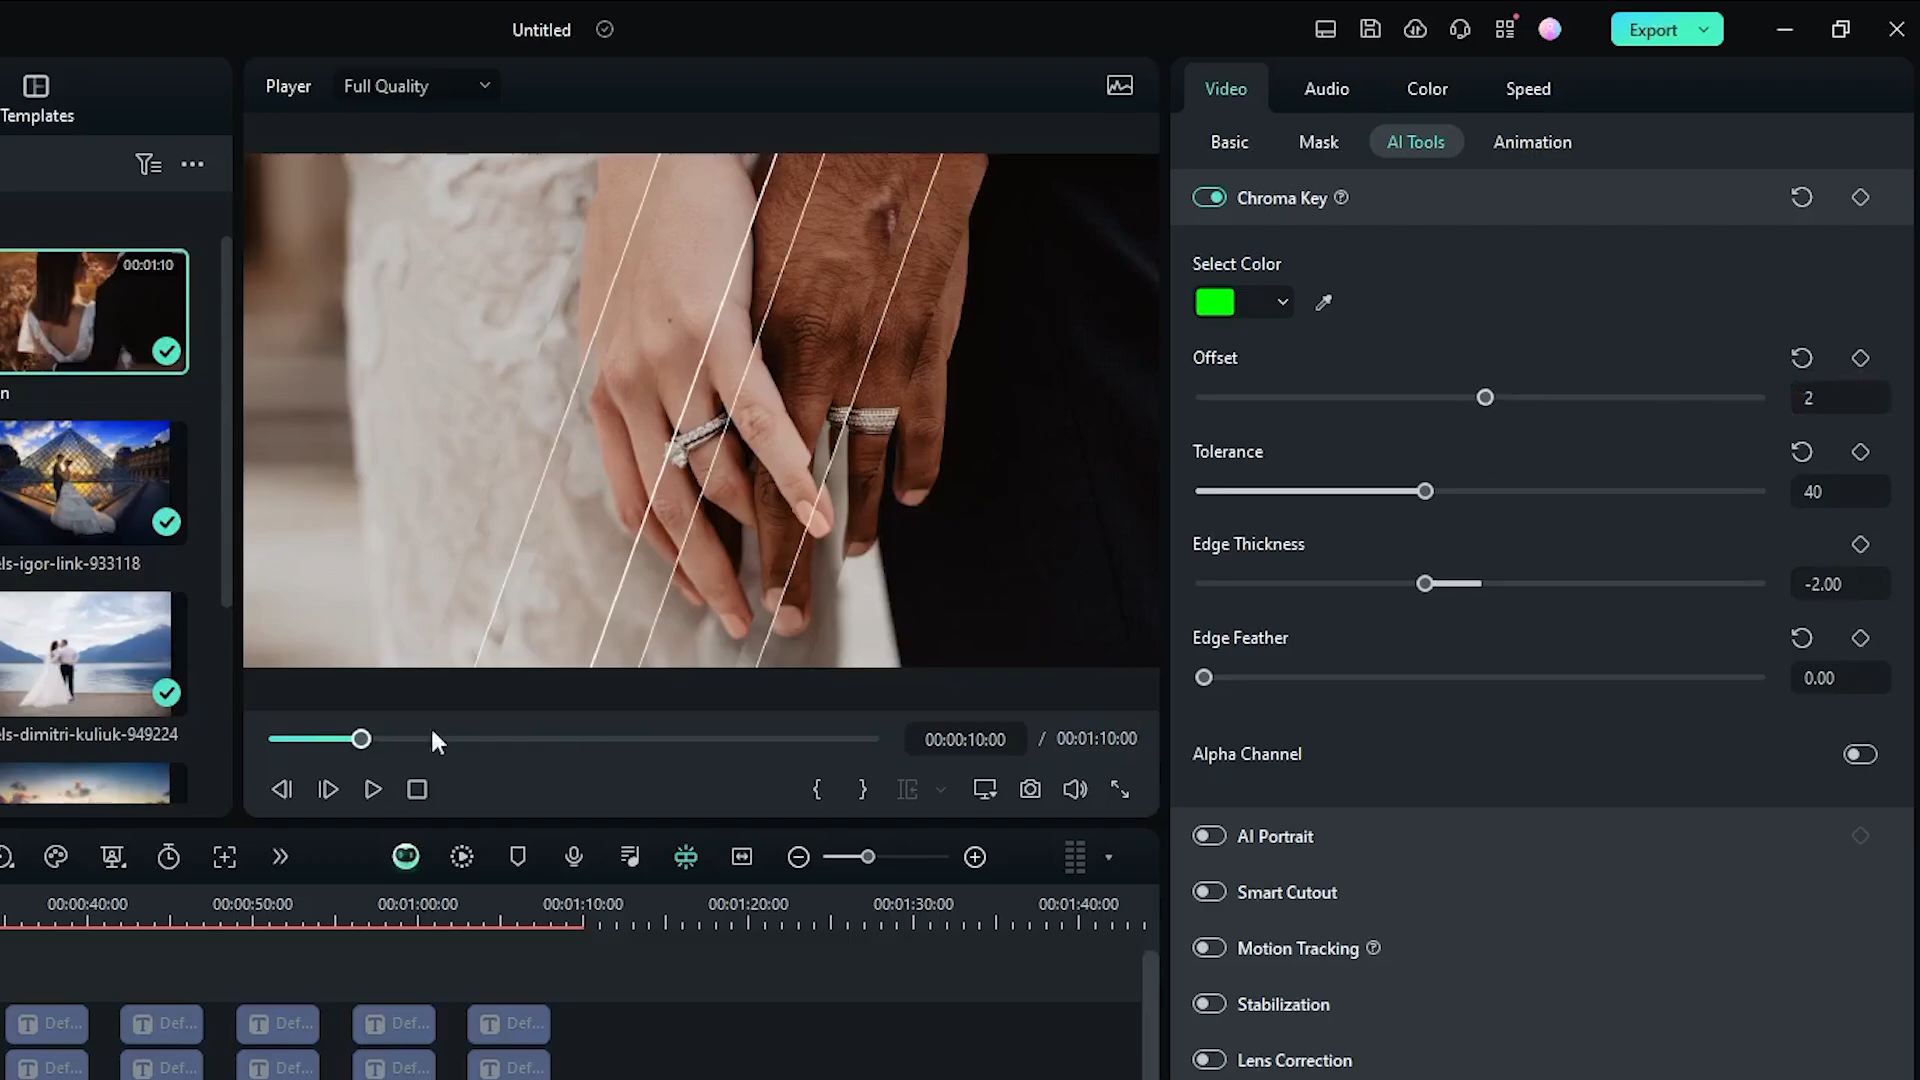 Untitled
Export
Templates
Player
Full Quality
Video
Audio
Color
Speed
Basic
Mask
AI Tools
Animation
Chroma Key
Select Color
00:01:10
Offset
2
n
Tolerance
40
Edge Thickness
-2.00
ls-igor-link-933118
Edge Feather
0.00
ls-dimitri-kuliuk-949224
00:00:10:00 / 00:01:10:00
Alpha Channel
AI Portrait
Smart Cutout
00:00:40:00
00:00:50:00
00:01:00:00
00:01:10:00
00:01:20:00
00:01:30:00
00:01:40:00
Motion Tracking
Stabilization
T Def...
T Def...
T Def...
T Def...
T Def...
Lens Correction
T Def...
T Def...
T Def...
T Def...
T Def...